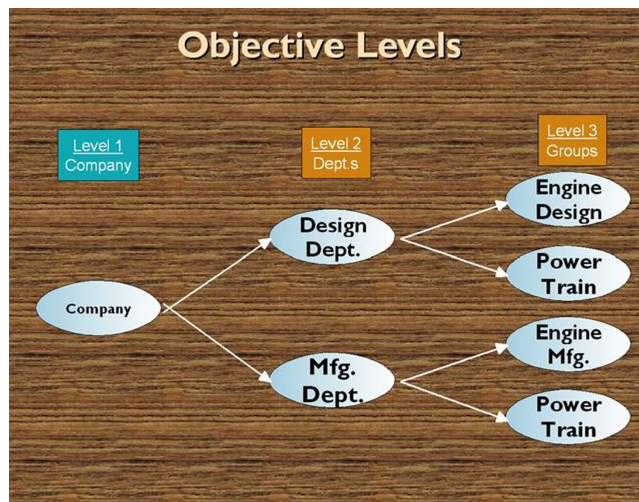 Objective Levels
Level 1
Company
Level 2
Dept.s
Level 3
Groups
Engine
Design
Design
Dept.
Power
Train
Company
Engine
Mfg.
Mfg.
Dept.
Power
Train